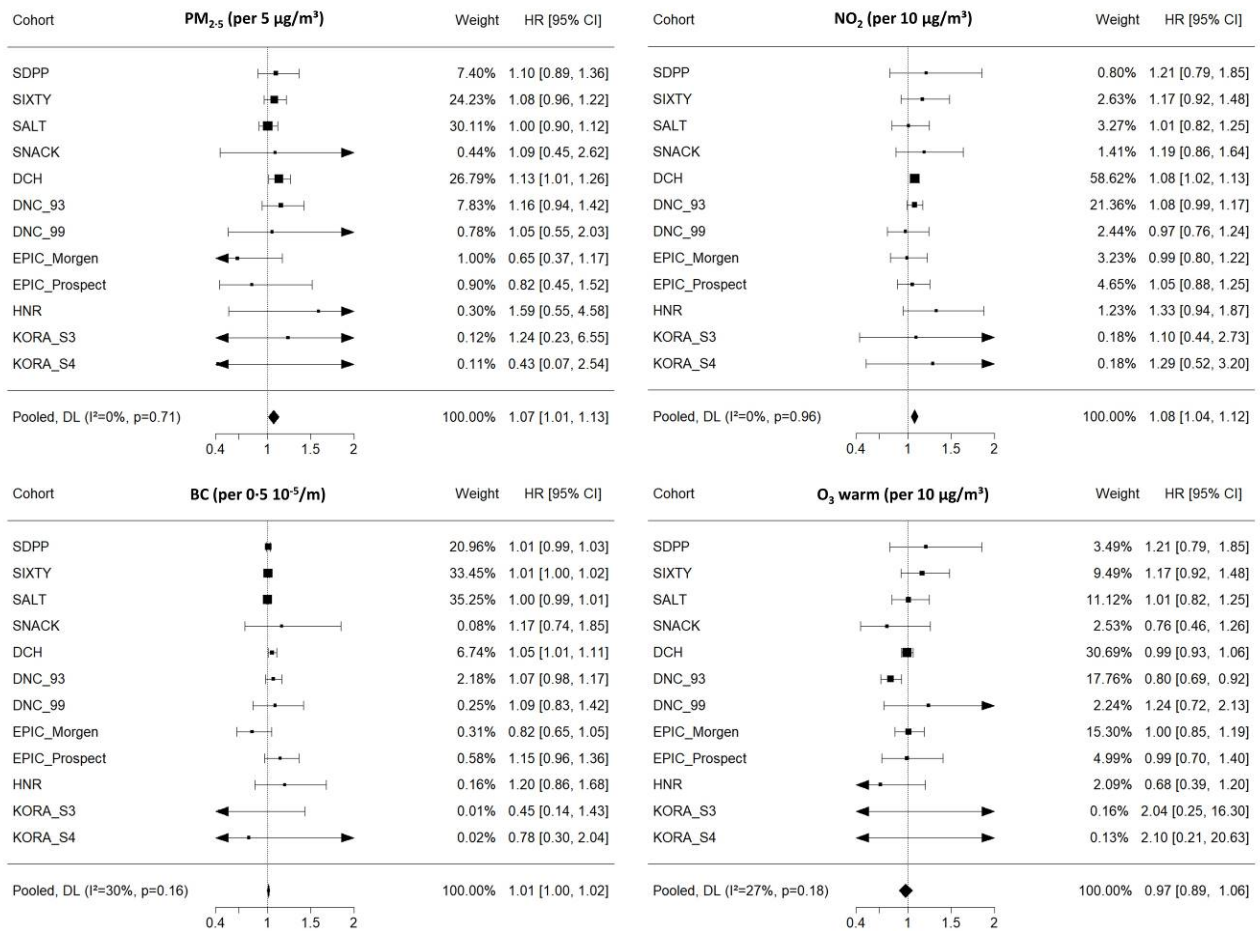 Cohort PM₂.₅ (per 5 µg/m³) Weight HR [95% CI]
SDPP 7.40% 1.10 [0.89, 1.36]
SIXTY 24.23% 1.08 [0.96, 1.22]
SALT 30.11% 1.00 [0.90, 1.12]
SNACK 0.44% 1.09 [0.45, 2.62]
DCH 26.79% 1.13 [1.01, 1.26]
DNC_93 7.83% 1.16 [0.94, 1.42]
DNC_99 0.78% 1.05 [0.55, 2.03]
EPIC_Morgen 1.00% 0.65 [0.37, 1.17]
EPIC_Prospect 0.90% 0.82 [0.45, 1.52]
HNR 0.30% 1.59 [0.55, 4.58]
KORA_S3 0.12% 1.24 [0.23, 6.55]
KORA_S4 0.11% 0.43 [0.07, 2.54]
Pooled, DL (I²=0%, p=0.71) 100.00% 1.07 [1.01, 1.13]
0.4 1 1.5 2
Cohort NO₂ (per 10 µg/m³) Weight HR [95% CI]
SDPP 0.80% 1.21 [0.79, 1.85]
SIXTY 2.63% 1.17 [0.92, 1.48]
SALT 3.27% 1.01 [0.82, 1.25]
SNACK 1.41% 1.19 [0.86, 1.64]
DCH 58.62% 1.08 [1.02, 1.13]
DNC_93 21.36% 1.08 [0.99, 1.17]
DNC_99 2.44% 0.97 [0.76, 1.24]
EPIC_Morgen 3.23% 0.99 [0.80, 1.22]
EPIC_Prospect 4.65% 1.05 [0.88, 1.25]
HNR 1.23% 1.33 [0.94, 1.87]
KORA_S3 0.18% 1.10 [0.44, 2.73]
KORA_S4 0.18% 1.29 [0.52, 3.20]
Pooled, DL (I²=0%, p=0.96) 100.00% 1.08 [1.04, 1.12]
0.4 1 1.5 2
Cohort BC (per 0·5 10⁻⁵/m) Weight HR [95% CI]
SDPP 20.96% 1.01 [0.99, 1.03]
SIXTY 33.45% 1.01 [1.00, 1.02]
SALT 35.25% 1.00 [0.99, 1.01]
SNACK 0.08% 1.17 [0.74, 1.85]
DCH 6.74% 1.05 [1.01, 1.11]
DNC_93 2.18% 1.07 [0.98, 1.17]
DNC_99 0.25% 1.09 [0.83, 1.42]
EPIC_Morgen 0.31% 0.82 [0.65, 1.05]
EPIC_Prospect 0.58% 1.15 [0.96, 1.36]
HNR 0.16% 1.20 [0.86, 1.68]
KORA_S3 0.01% 0.45 [0.14, 1.43]
KORA_S4 0.02% 0.78 [0.30, 2.04]
Pooled, DL (I²=30%, p=0.16) 100.00% 1.01 [1.00, 1.02]
0.4 1 1.5 2
Cohort O₃ warm (per 10 µg/m³) Weight HR [95% CI]
SDPP 3.49% 1.21 [0.79, 1.85]
SIXTY 9.49% 1.17 [0.92, 1.48]
SALT 11.12% 1.01 [0.82, 1.25]
SNACK 2.53% 0.76 [0.46, 1.26]
DCH 30.69% 0.99 [0.93, 1.06]
DNC_93 17.76% 0.80 [0.69, 0.92]
DNC_99 2.24% 1.24 [0.72, 2.13]
EPIC_Morgen 15.30% 1.00 [0.85, 1.19]
EPIC_Prospect 4.99% 0.99 [0.70, 1.40]
HNR 2.09% 0.68 [0.39, 1.20]
KORA_S3 0.16% 2.04 [0.25, 16.30]
KORA_S4 0.13% 2.10 [0.21, 20.63]
Pooled, DL (I²=27%, p=0.18) 100.00% 0.97 [0.89, 1.06]
0.4 1 1.5 2